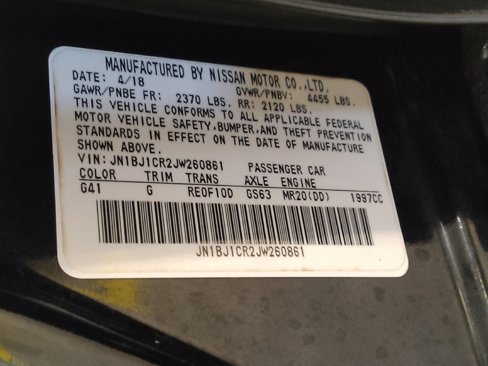 MANUFACTURED BY NISSAN MOTOR CO.,LTD.
DATE: 4/18 GVWR/PNBV: 4455 LBS.
GAWR/PNBE FR: 2370 LBS. RR: 2120 LBS.
THIS VEHICLE CONFORMS TO ALL APPLICABLE FEDERAL
MOTOR VEHICLE SAFETY,BUMPER,AND THEFT PREVENTION
STANDARDS IN EFFECT ON THE DATE OF MANUFACTURE
SHOWN ABOVE.
VIN: JN1BJ1CR2JW260861 PASSENGER CAR
COLOR TRIM TRANS AXLE ENGINE
G41 G RE0F10D GS63 MR20(DD) 1997CC
JN1BJ1CR2JW260861